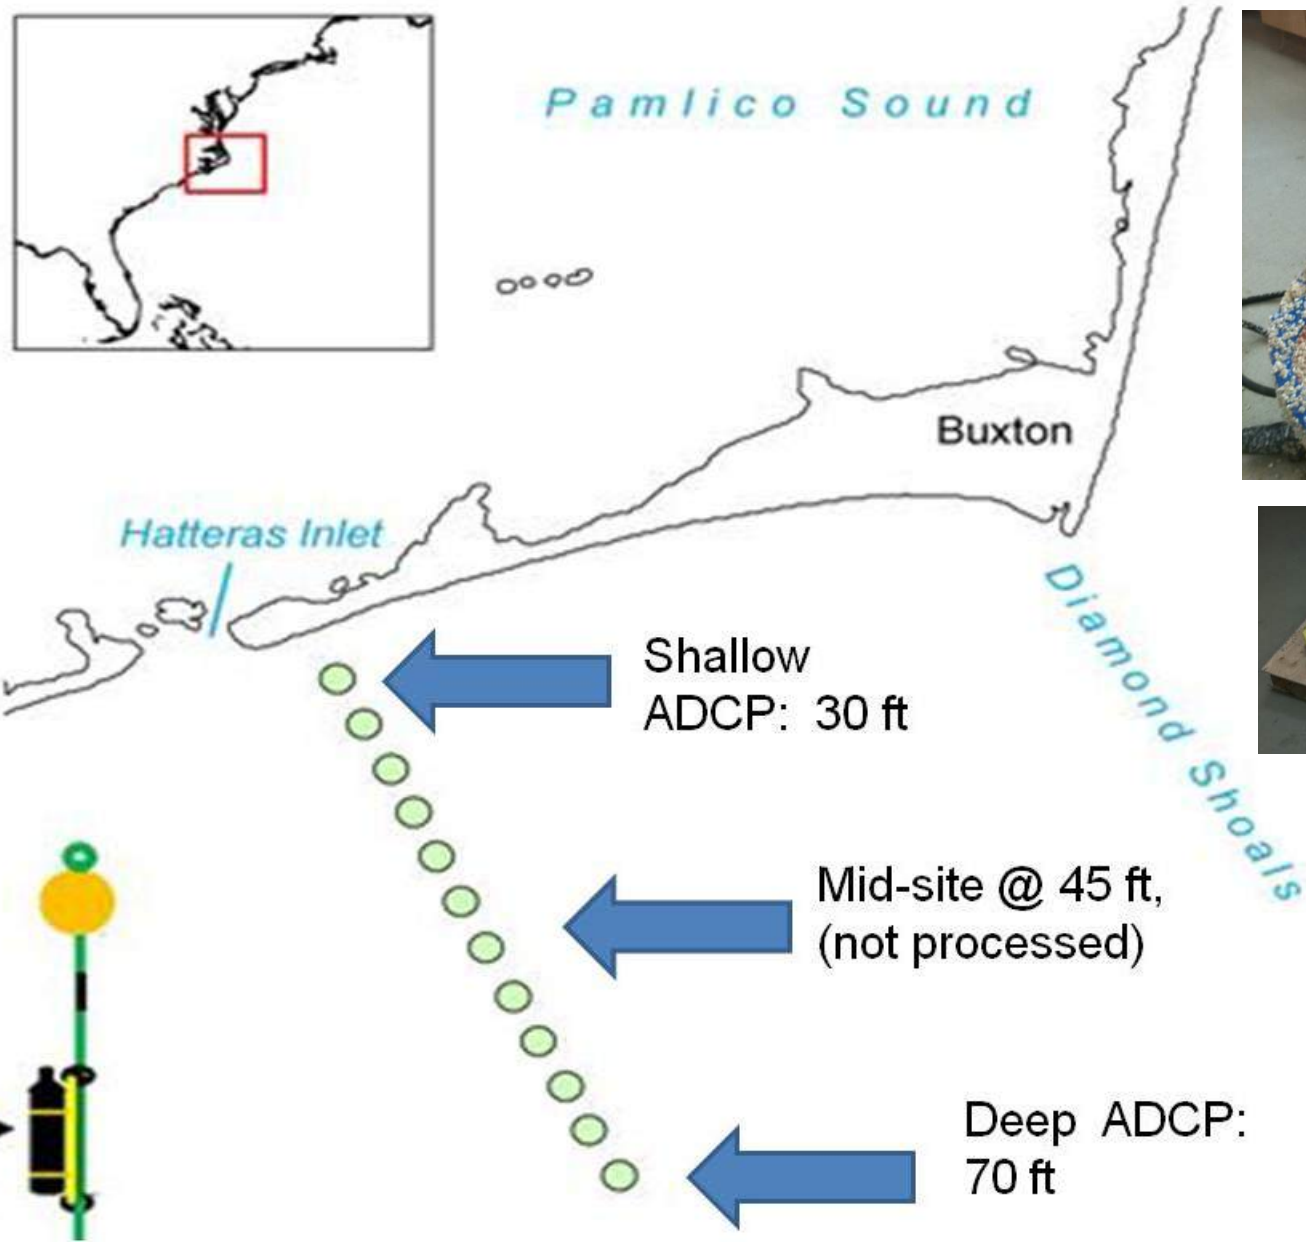 Pamlico Sound
Buxton
Hatteras Inlet
Diamond Shoals
Shallow
ADCP: 30 ft
Mid-site @ 45 ft,
(not processed)
Deep ADCP:
70 ft